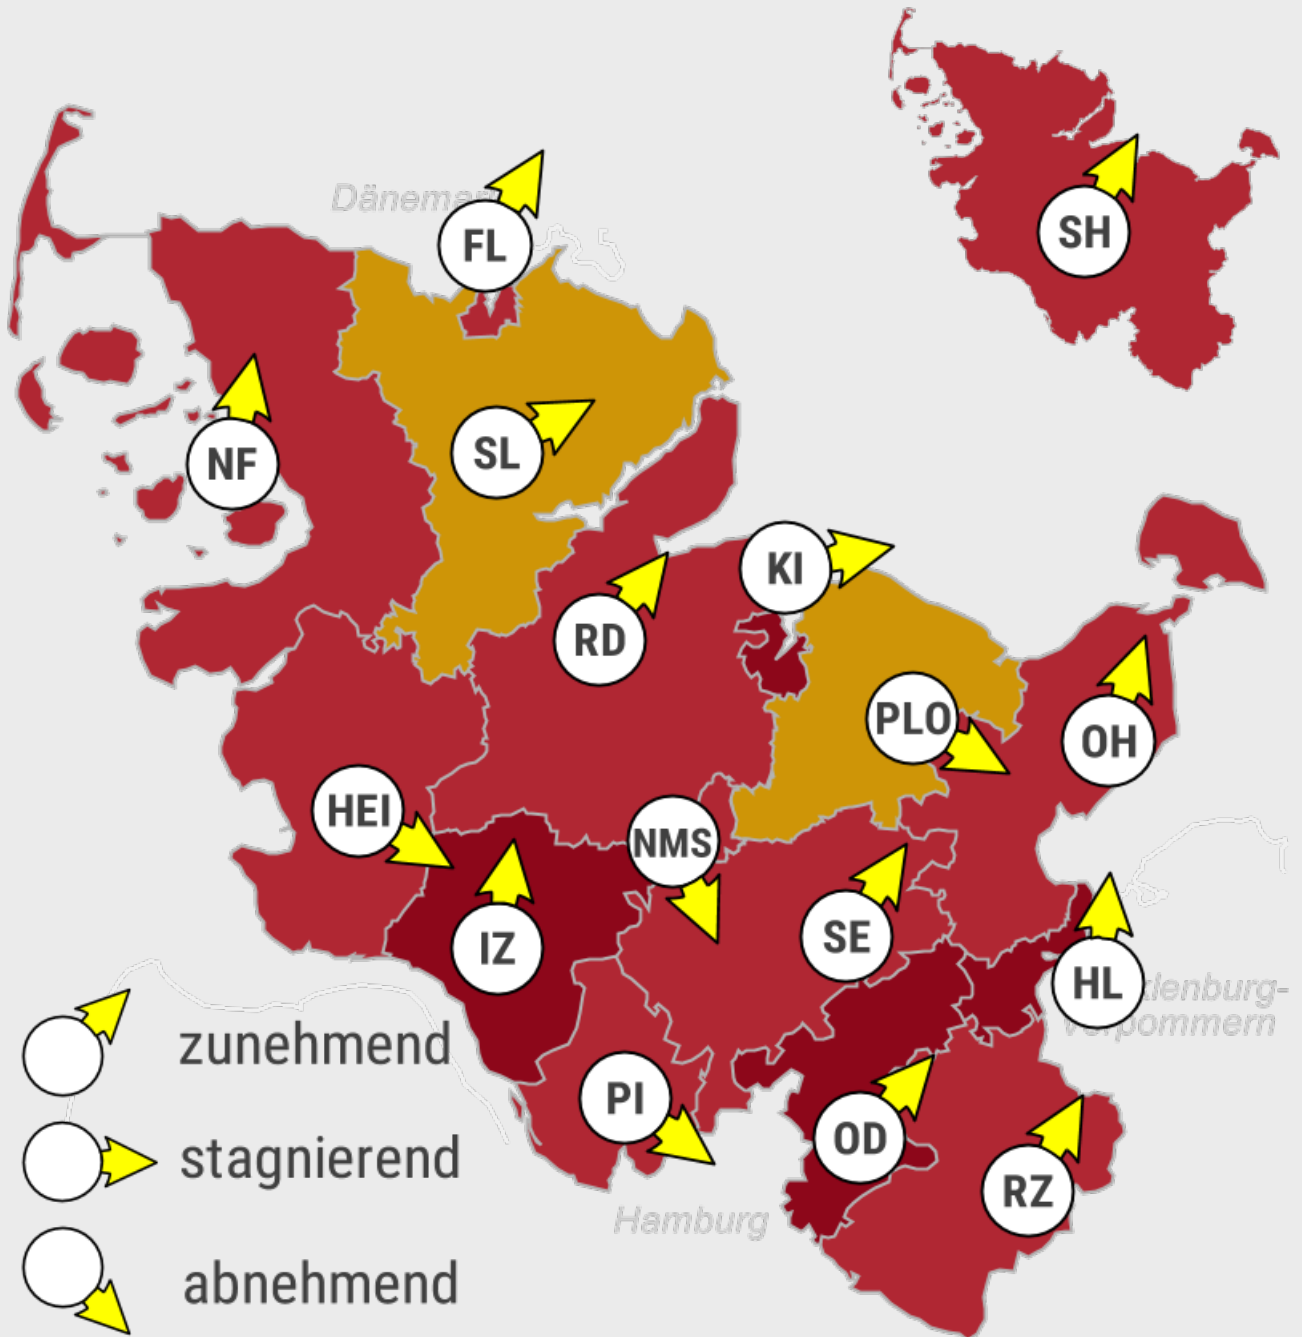 SH
FL
NF
SL
KI
RD
PLO
OH
HEI
NMS
SE
IZ
HL
zunehmend
PI
OD
stagnierend
RZ
Hamburg
abnehmend